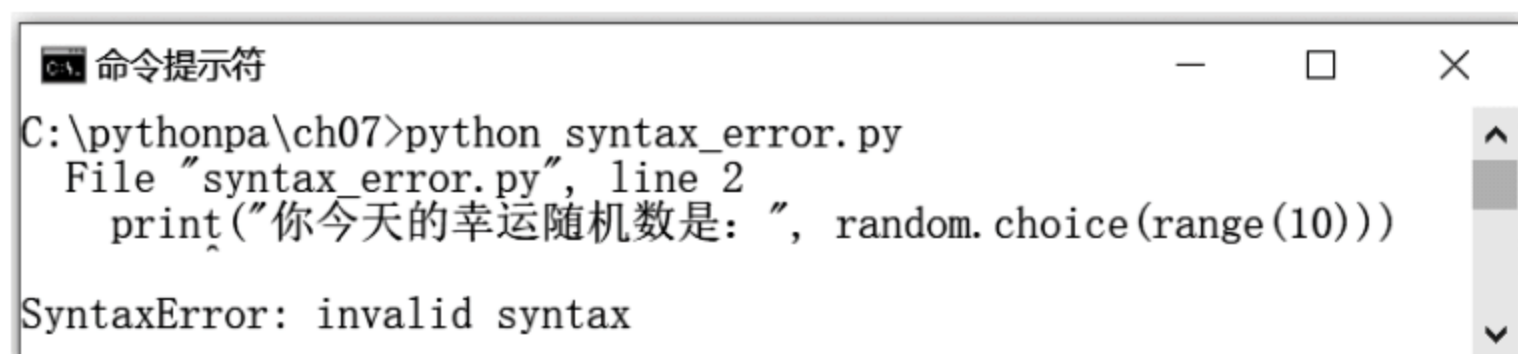 命令提示符
C:\pythonpa\ch07>python syntax_error.py
  File "syntax_error.py", line 2
    print("你今天的幸运随机数是：", random.choice(range(10)))
        ^
SyntaxError: invalid syntax